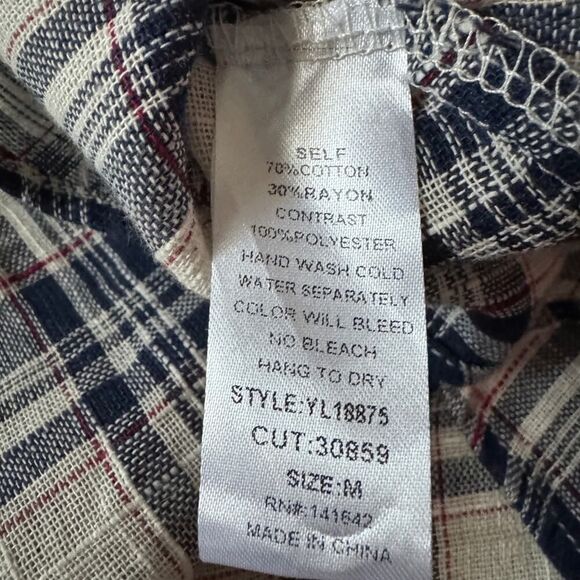 SELF
70%COTTON
30%RAYON
CONTRAST
100%POLYESTER
HAND WASH COLD
WATER SEPARATELY
COLOR WILL BLEED
NO BLEACH
HANG TO DRY
STYLE:YL18875
CUT:30859
SIZE:M
RN#:141642
MADE IN CHINA